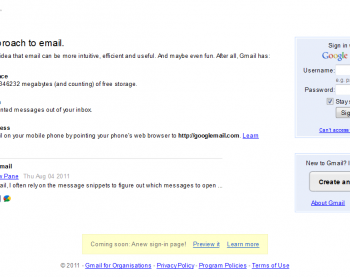 roach to email.
idea that email can be more intuitive, efficient and useful. And maybe even fun. After all, Gmail has:
346232 megabytes (and counting) of free storage.
nted messages out of your inbox.
ess
il on your mobile phone by pointing your phone's web browser to http://googlemail.com. Learn
mail
e Pane Thu Aug 04 2011
ail, I often rely on the message snippets to figure out which messages to open ...
Sign in
Google
Username:
Password:
Stay
Sig
Can't access
New to Gmail? I
Create an
About Gmail
Coming soon: A new sign-in page! Preview it Learn more
© 2011 - Gmail for Organisations - Privacy Policy - Program Policies - Terms of Use